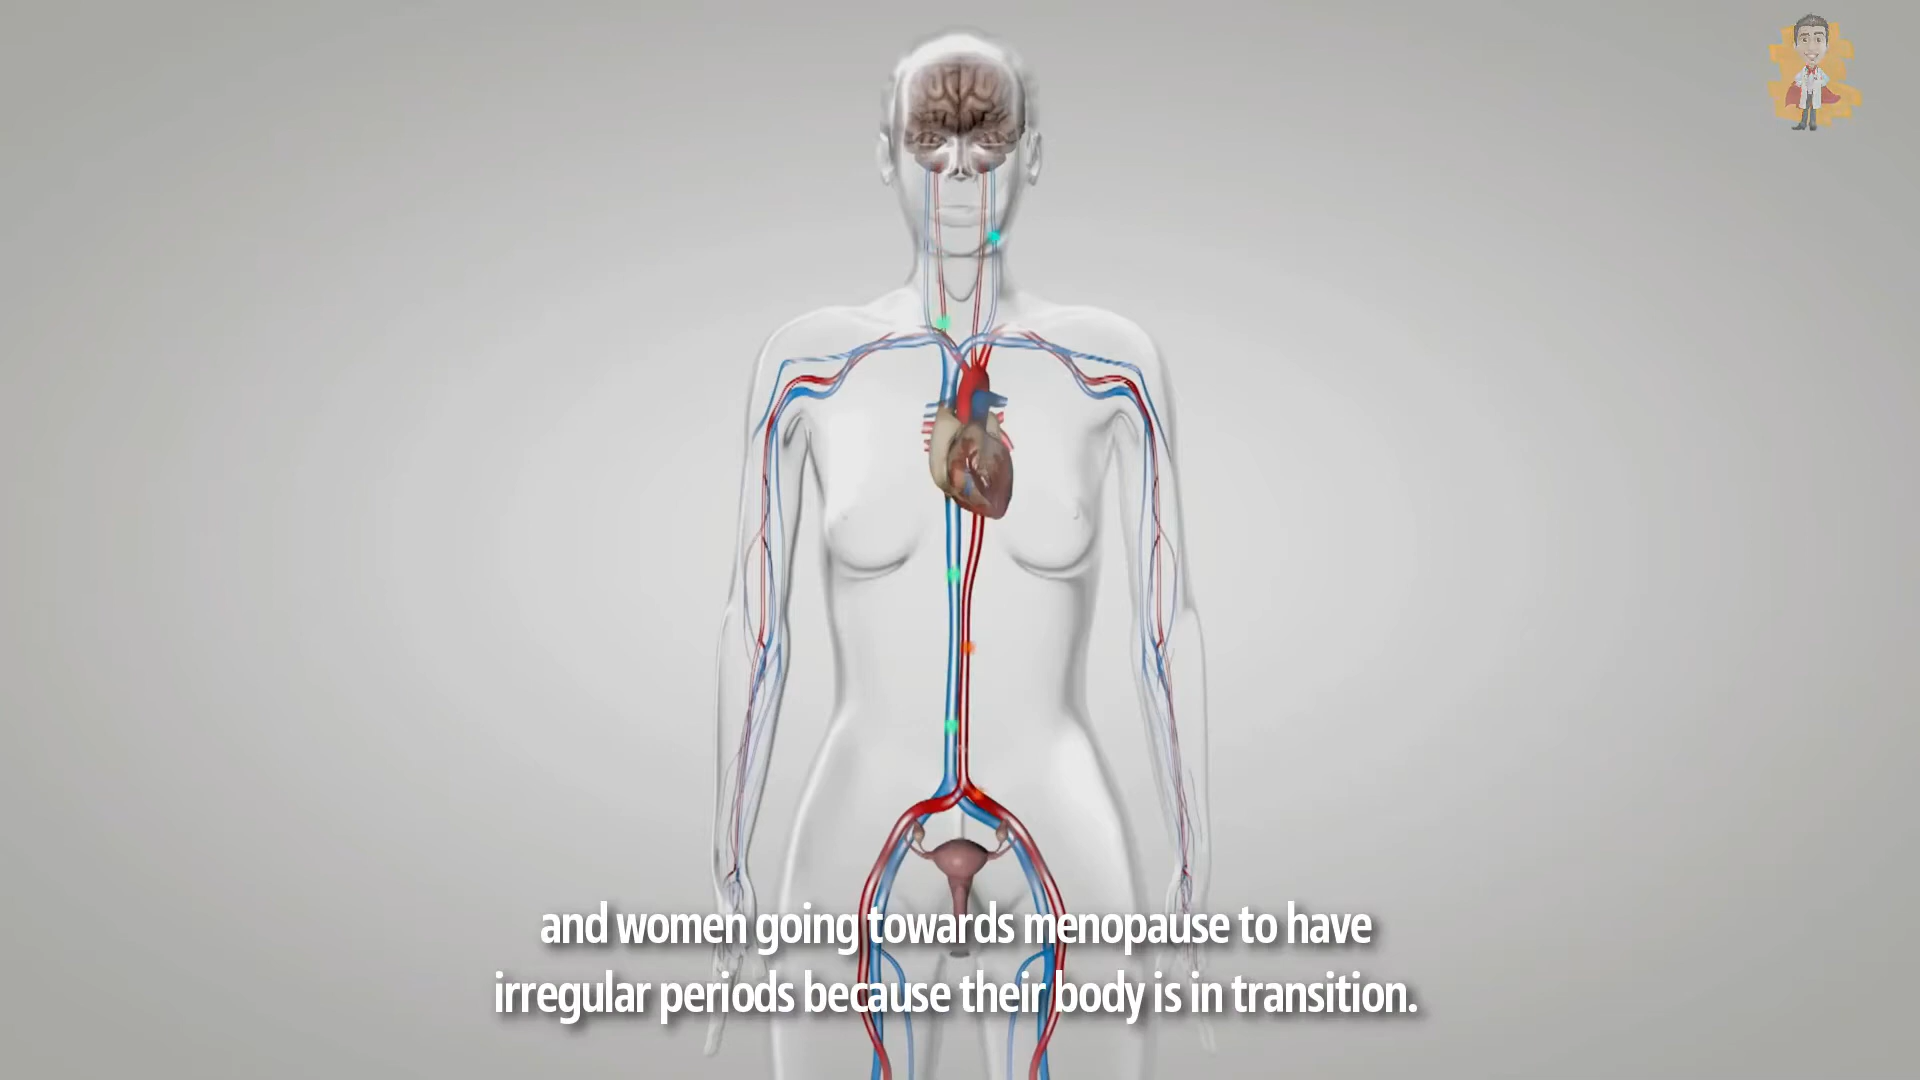 and women going towards menopause to have
irregular periods because their body is in transition.